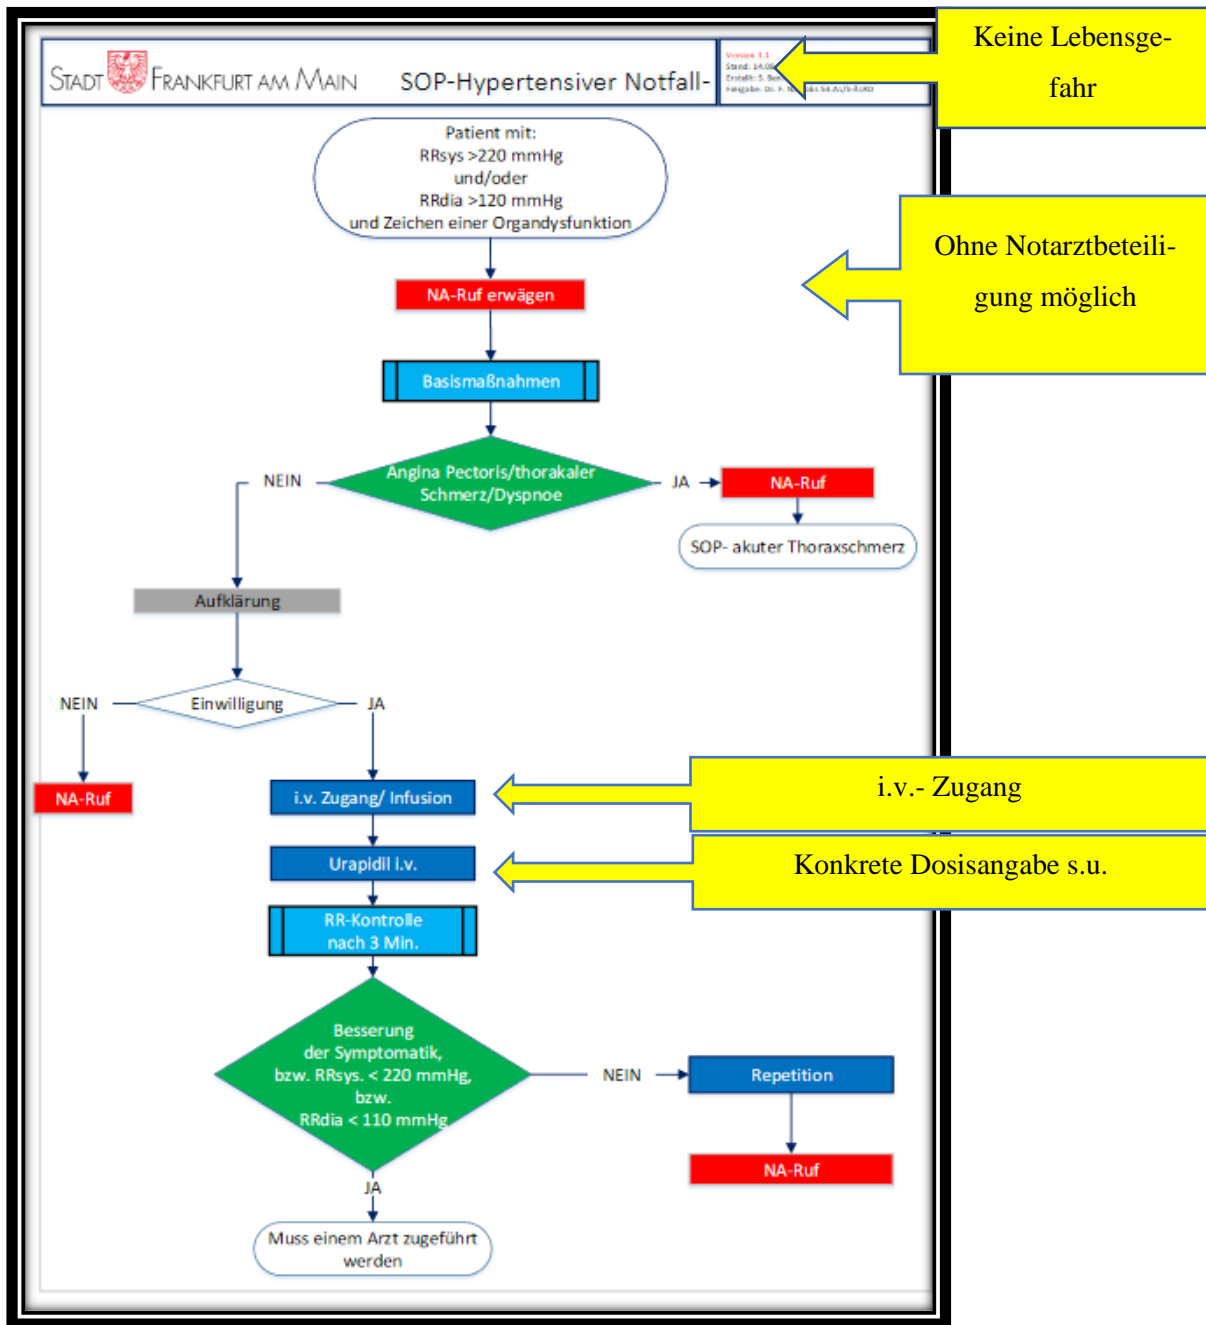 Keine Lebensge-
fahr
STADT FRANKFURT AM MAIN SOP-Hypertensiver Notfall-
Version 1.1
Patient mit:
RRsys >220 mmHg
und/oder
RRdia >120 mmHg
und Zeichen einer Organdysfunktion
Ohne Notarztbeteili-
gung möglich
NA-Ruf erwägen
Basismaßnahmen
Angina Pectoris/thorakaler
Schmerz/Dyspnoe
NEIN
JA
NA-Ruf
SOP- akuter Thoraxschmerz
Aufklärung
Einwilligung
NEIN
JA
NA-Ruf
i.v. Zugang/ Infusion
i.v.- Zugang
Urapidil i.v.
Konkrete Dosisangabe s.u.
RR-Kontrolle
nach 3 Min.
Besserung
der Symptomatik,
bzw. RRsys. < 220 mmHg,
bzw.
RRdia < 110 mmHg
NEIN
Repetition
NA-Ruf
JA
Muss einem Arzt zugeführt
werden